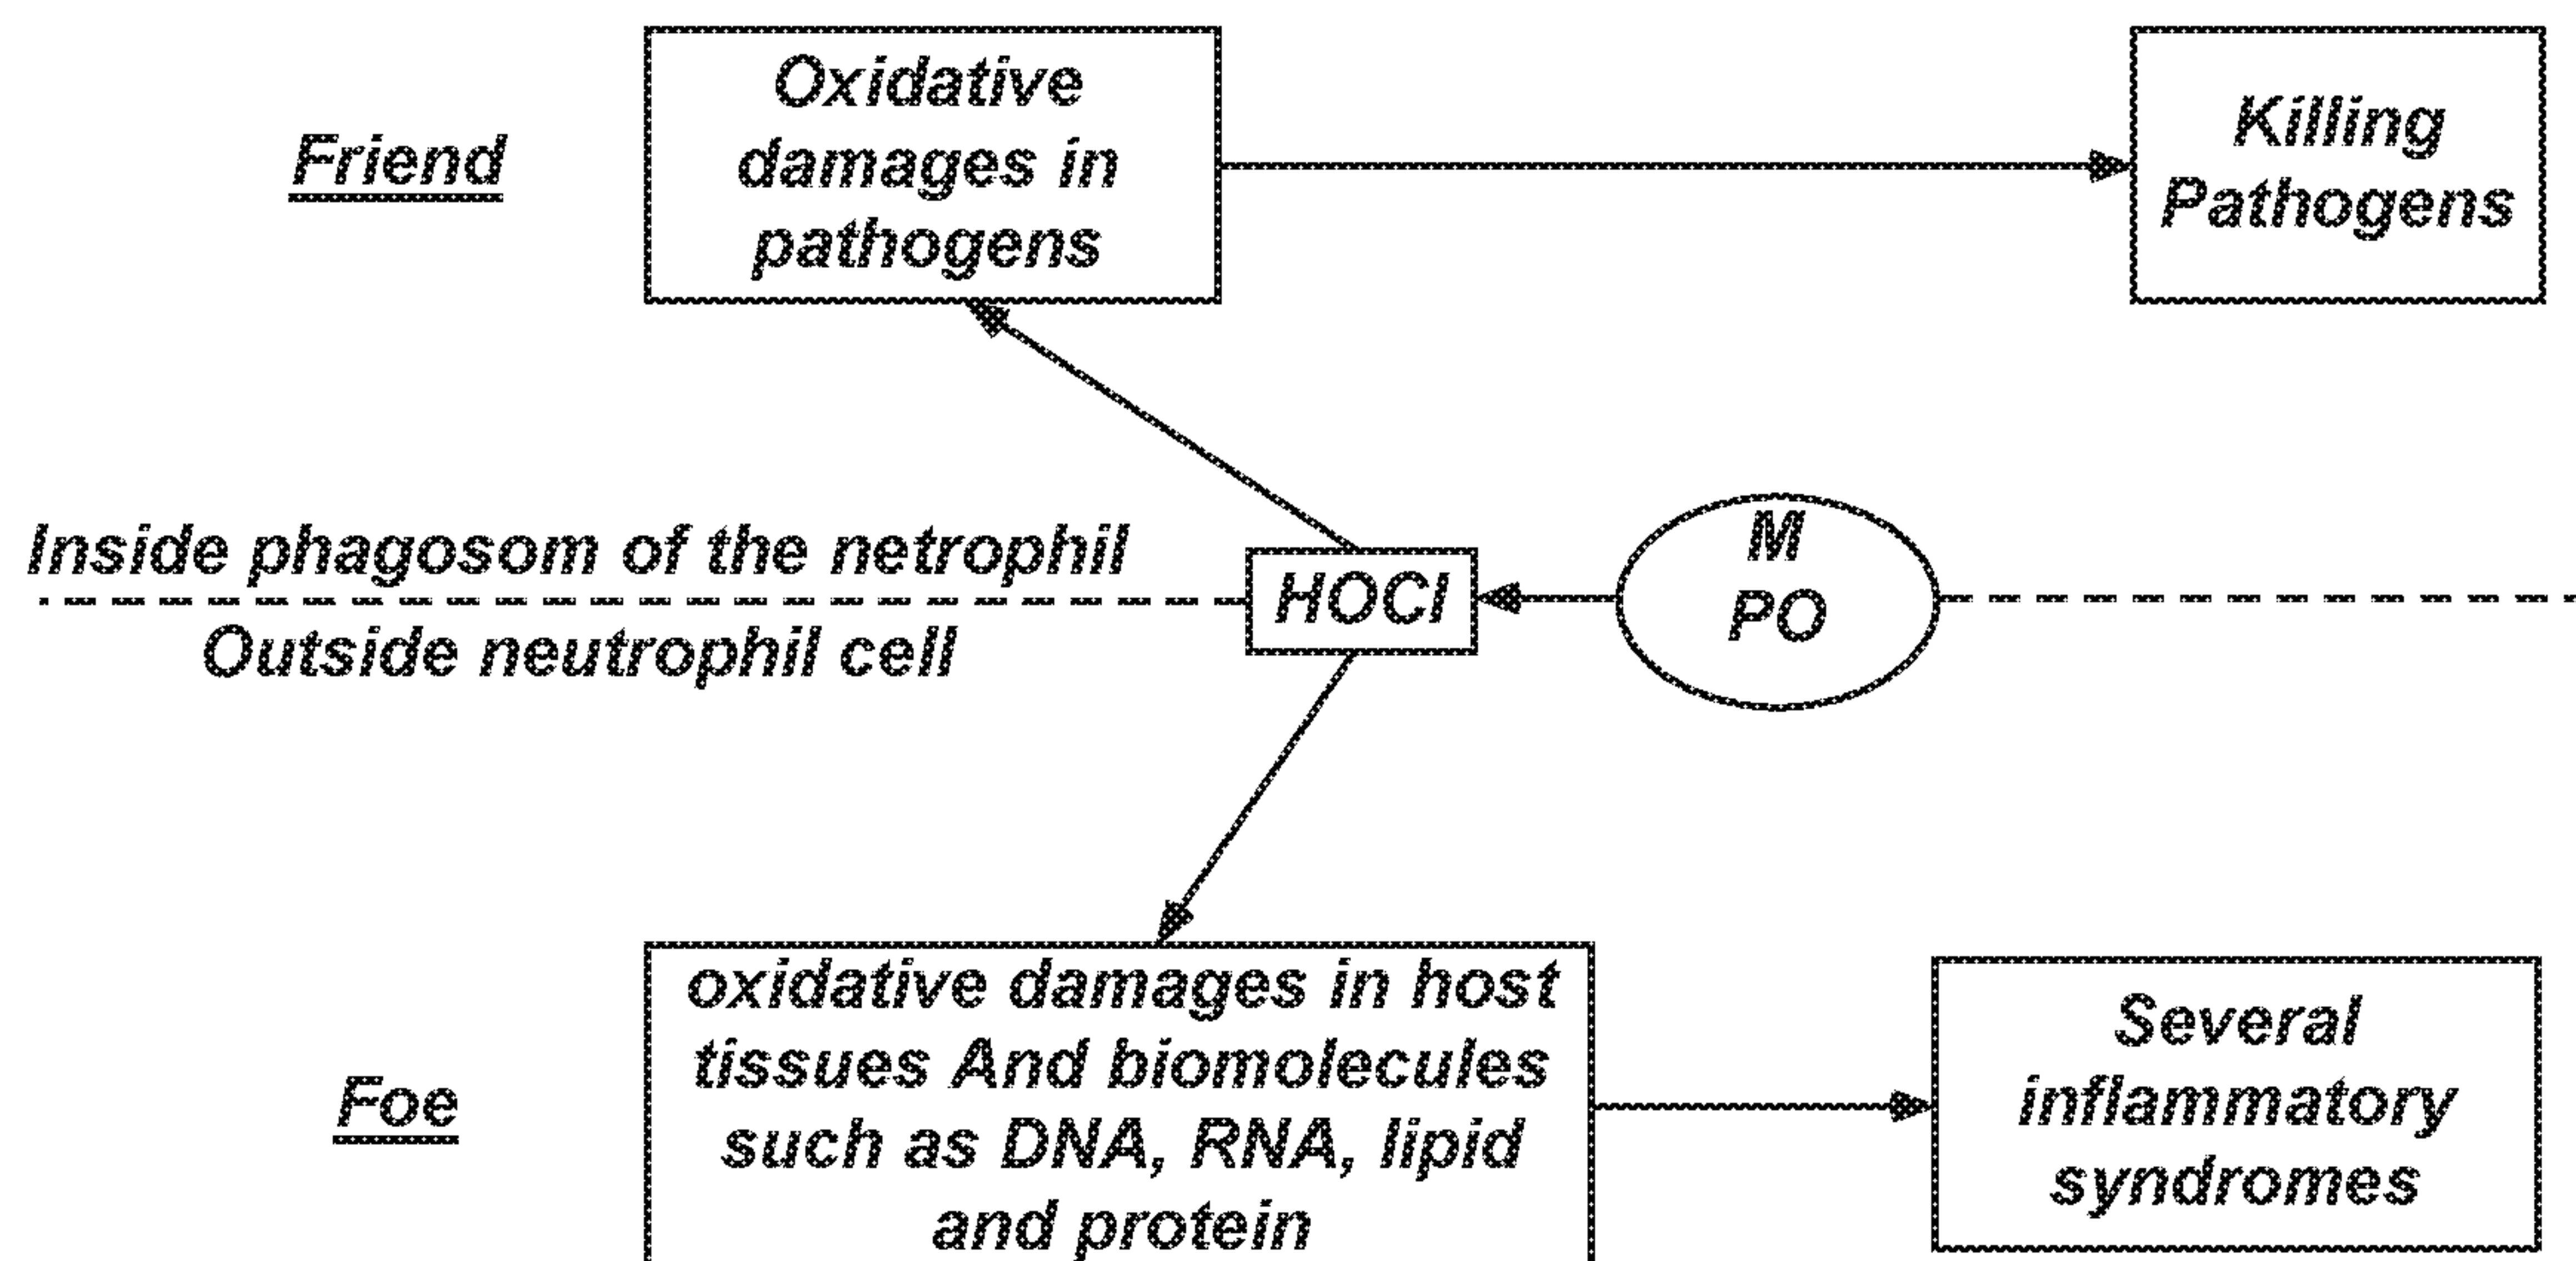 Friend
Oxidative
damages in
pathogens
Killing
Pathogens
Inside phagosom of the netrophil
Outside neutrophil cell
HOCl
M
PO
Foe
oxidative damages in host
tissues And biomolecules
such as DNA, RNA, lipid
and protein
Several
inflammatory
syndromes